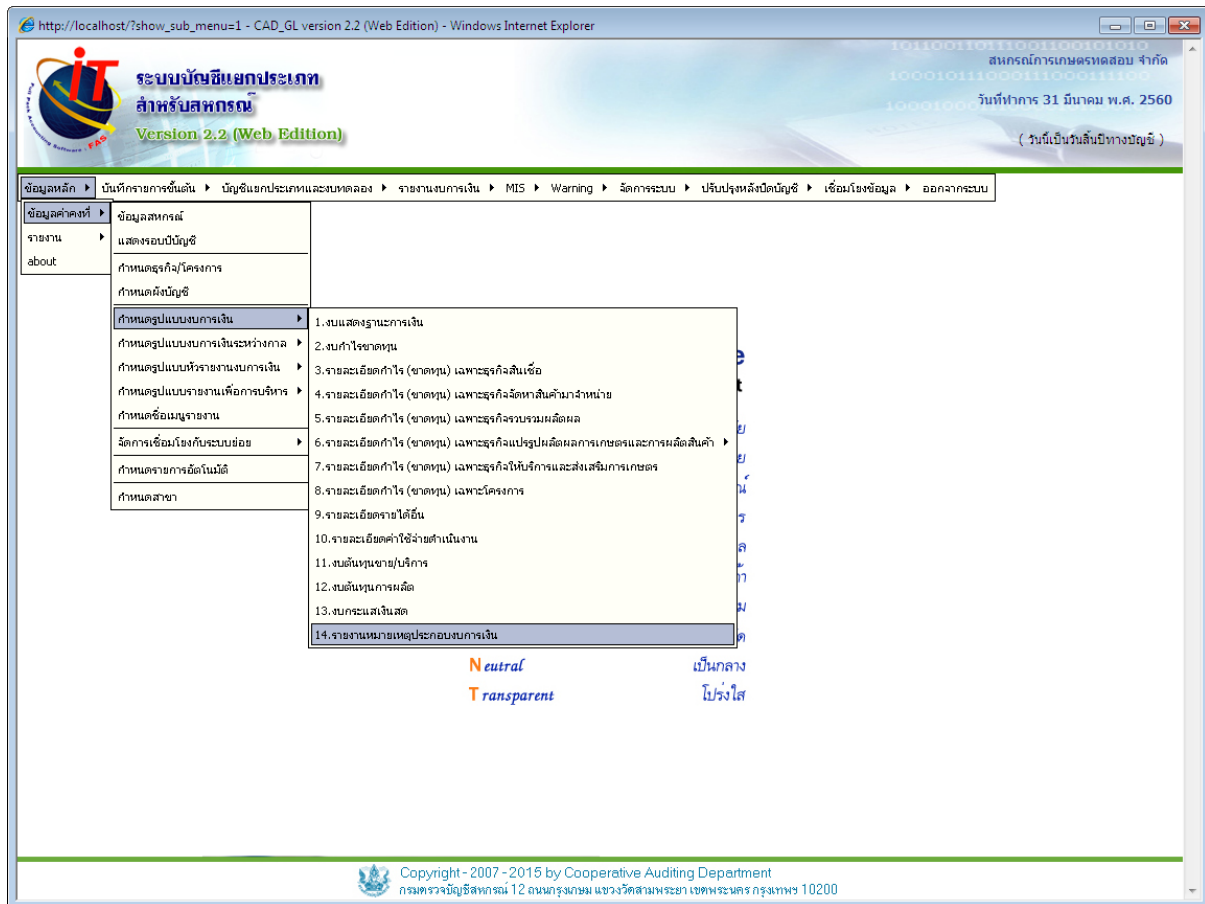 http://localhost/?show_sub_menu=1 - CAD_GL version 2.2 (Web Edition) - Windows Internet Explorer
ระบบบัญชีแยกประเภท
สำหรับสหกรณ์
Version 2.2 (Web Edition)
สหกรณ์การเกษตรทดสอบ จำกัด
วันที่ทำการ 31 มีนาคม พ.ศ. 2560
( วันนี้เป็นวันสิ้นปีทางบัญชี )
ข้อมูลหลัก บันทึกรายการขั้นต้น บัญชีแยกประเภทและงบทดลอง รายงานงบการเงิน MIS Warning จัดการระบบ ปรับปรุงหลังปิดบัญชี เชื่อมโยงข้อมูล ออกจากระบบ
ข้อมูลค่าคงที่
รายงาน
about
ข้อมูลสหกรณ์
แสดงรอบปีบัญชี
กำหนดธุรกิจ/โครงการ
กำหนดผังบัญชี
กำหนดรูปแบบงบการเงิน
กำหนดรูปแบบงบการเงินระหว่างกาล
กำหนดรูปแบบหัวรายงานงบการเงิน
กำหนดรูปแบบรายงานเพื่อการบริหาร
กำหนดชื่อเมนูรายงาน
จัดการเชื่อมโยงกับระบบย่อย
กำหนดรายการอัตโนมัติ
กำหนดสาขา
1.งบแสดงฐานะการเงิน
2.งบกำไรขาดทุน
3.รายละเอียดกำไร (ขาดทุน) เฉพาะธุรกิจสินเชื่อ
4.รายละเอียดกำไร (ขาดทุน) เฉพาะธุรกิจจัดหาสินค้ามาจำหน่าย
5.รายละเอียดกำไร (ขาดทุน) เฉพาะธุรกิจรวบรวมผลิตผล
6.รายละเอียดกำไร (ขาดทุน) เฉพาะธุรกิจแปรรูปผลิตผลการเกษตรและการผลิตสินค้า
7.รายละเอียดกำไร (ขาดทุน) เฉพาะธุรกิจให้บริการและส่งเสริมการเกษตร
8.รายละเอียดกำไร (ขาดทุน) เฉพาะโครงการ
9.รายละเอียดรายได้อื่น
10.รายละเอียดค่าใช้จ่ายดำเนินงาน
11.งบต้นทุนขาย/บริการ
12.งบต้นทุนการผลิต
13.งบกระแสเงินสด
14.รายงานหมายเหตุประกอบงบการเงิน
Neutral เป็นกลาง
Transparent โปร่งใส
Copyright - 2007 - 2015 by Cooperative Auditing Department
กรมตรวจบัญชีสหกรณ์ 12 ถนนกรุงเกษม แขวงวัดสามพระยา เขตพระนคร กรุงเทพฯ 10200